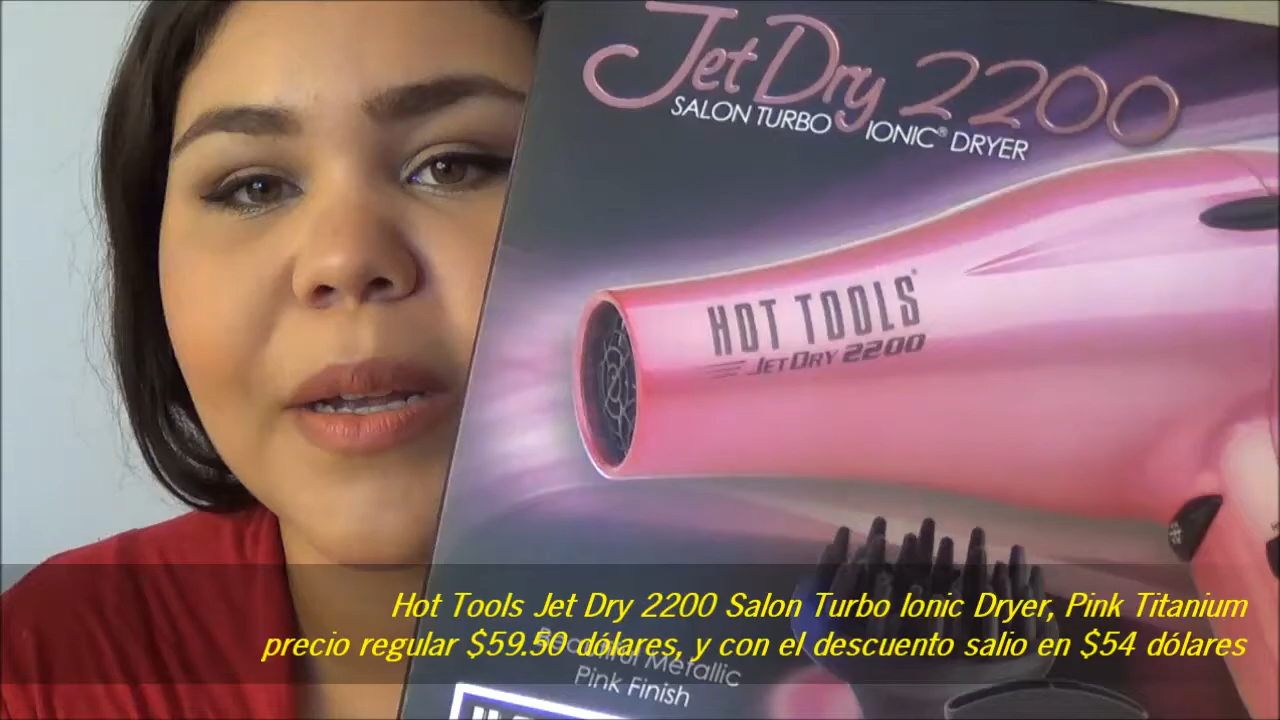 Jet Dry 2200
SALON TURBO IONIC® DRYER
HOT TOOLS
JET DRY 2200
Hot Tools Jet Dry 2200 Salon Turbo Ionic Dryer, Pink Titanium
precio regular $59.50 dólares, y con el descuento salio en $54 dólares
Beautiful Metallic
Pink Finish